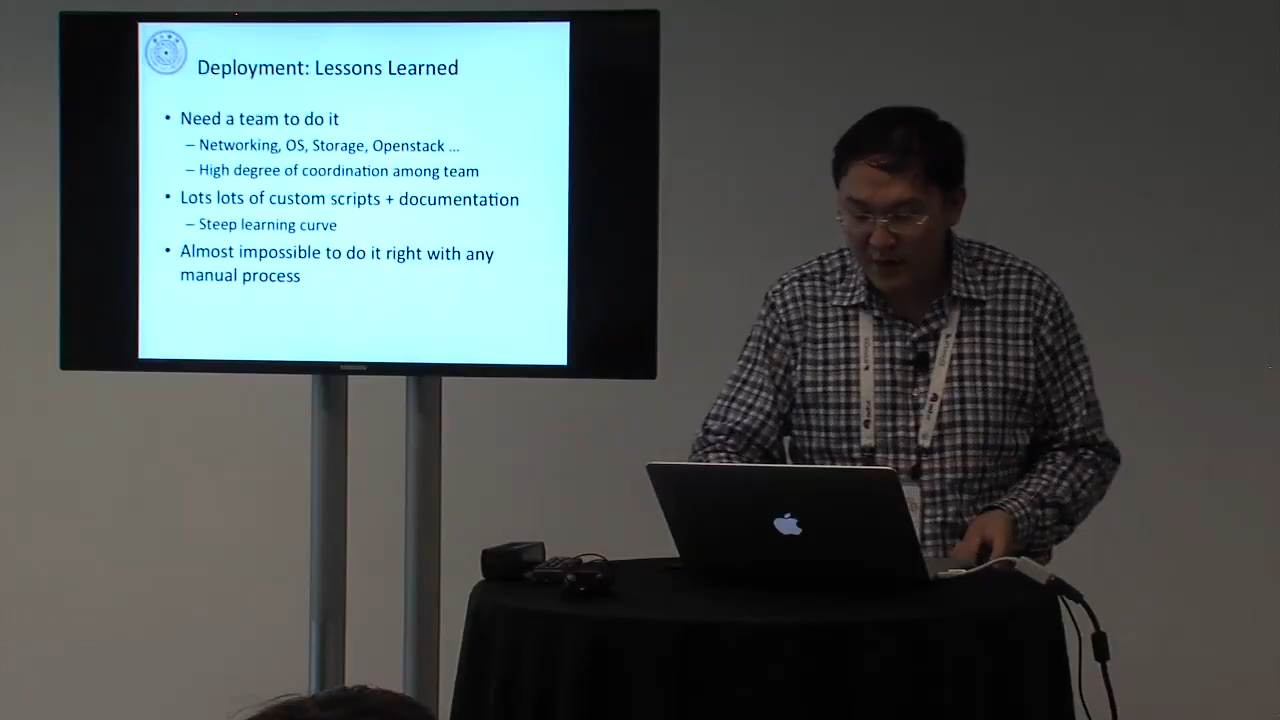 Deployment: Lessons Learned
• Need a team to do it
– Networking, OS, Storage, Openstack ...
– High degree of coordination among team
• Lots lots of custom scripts + documentation
– Steep learning curve
• Almost impossible to do it right with any
manual process